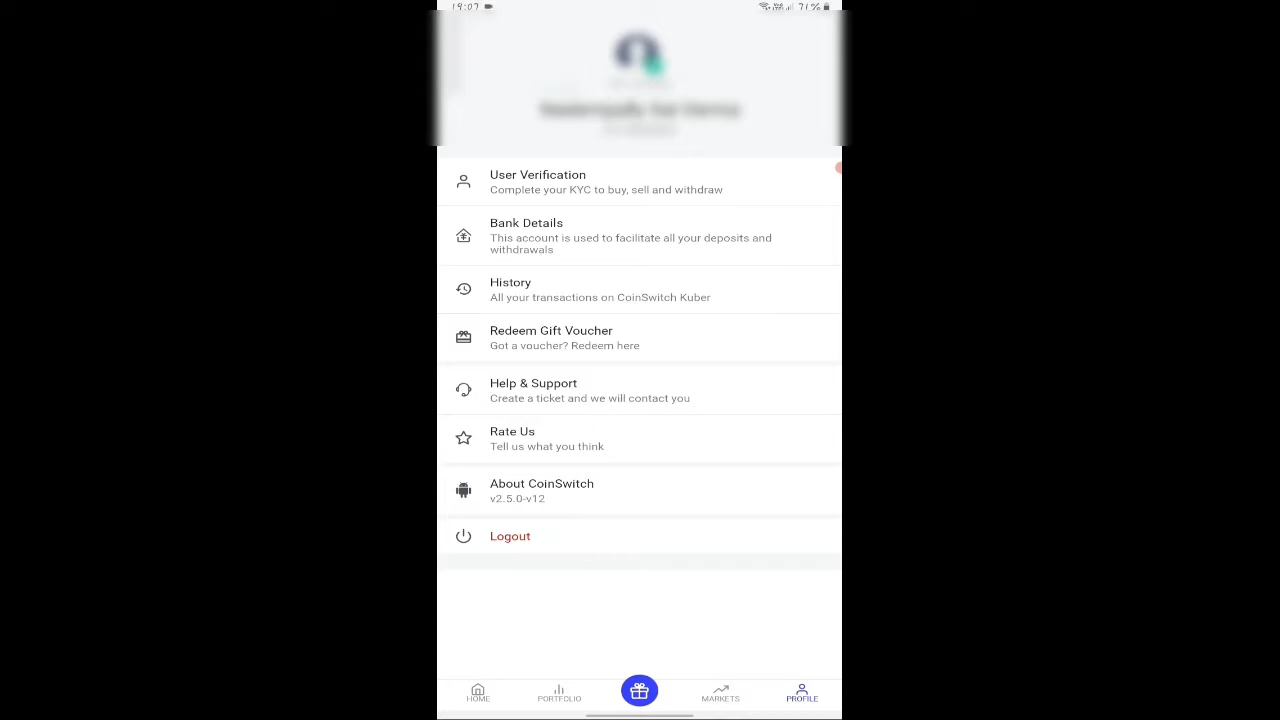 19:07
71%
User Verification
Complete your KYC to buy, sell and withdraw
Bank Details
This account is used to facilitate all your deposits and
withdrawals
History
All your transactions on CoinSwitch Kuber
Redeem Gift Voucher
Got a voucher? Redeem here
Help & Support
Create a ticket and we will contact you
Rate Us
Tell us what you think
About CoinSwitch
v2.5.0-v12
Logout
HOME
PORTFOLIO
MARKETS
PROFILE